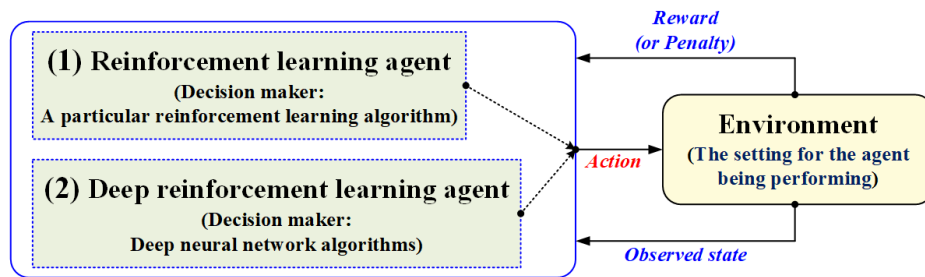 (1) Reinforcement learning agent
(Decision maker:
A particular reinforcement learning algorithm)
(2) Deep reinforcement learning agent
(Decision maker:
Deep neural network algorithms)
Reward
(or Penalty)
Action
Environment
(The setting for the agent
being performing)
Observed state